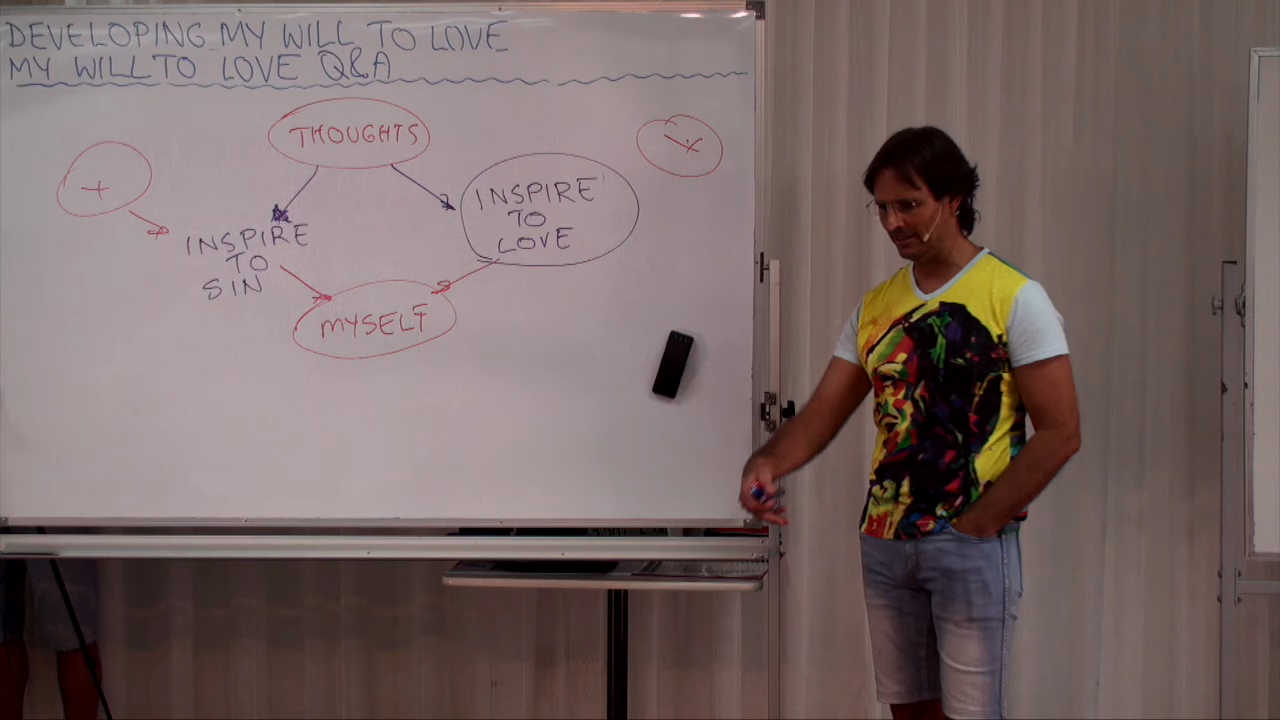 DEVELOPING MY WILL TO LOVE
MY WILL TO LOVE Q&A
THOUGHTS
+
INSPIRE
TO
LOVE
INSPIRE
TO
SIN
MYSELF